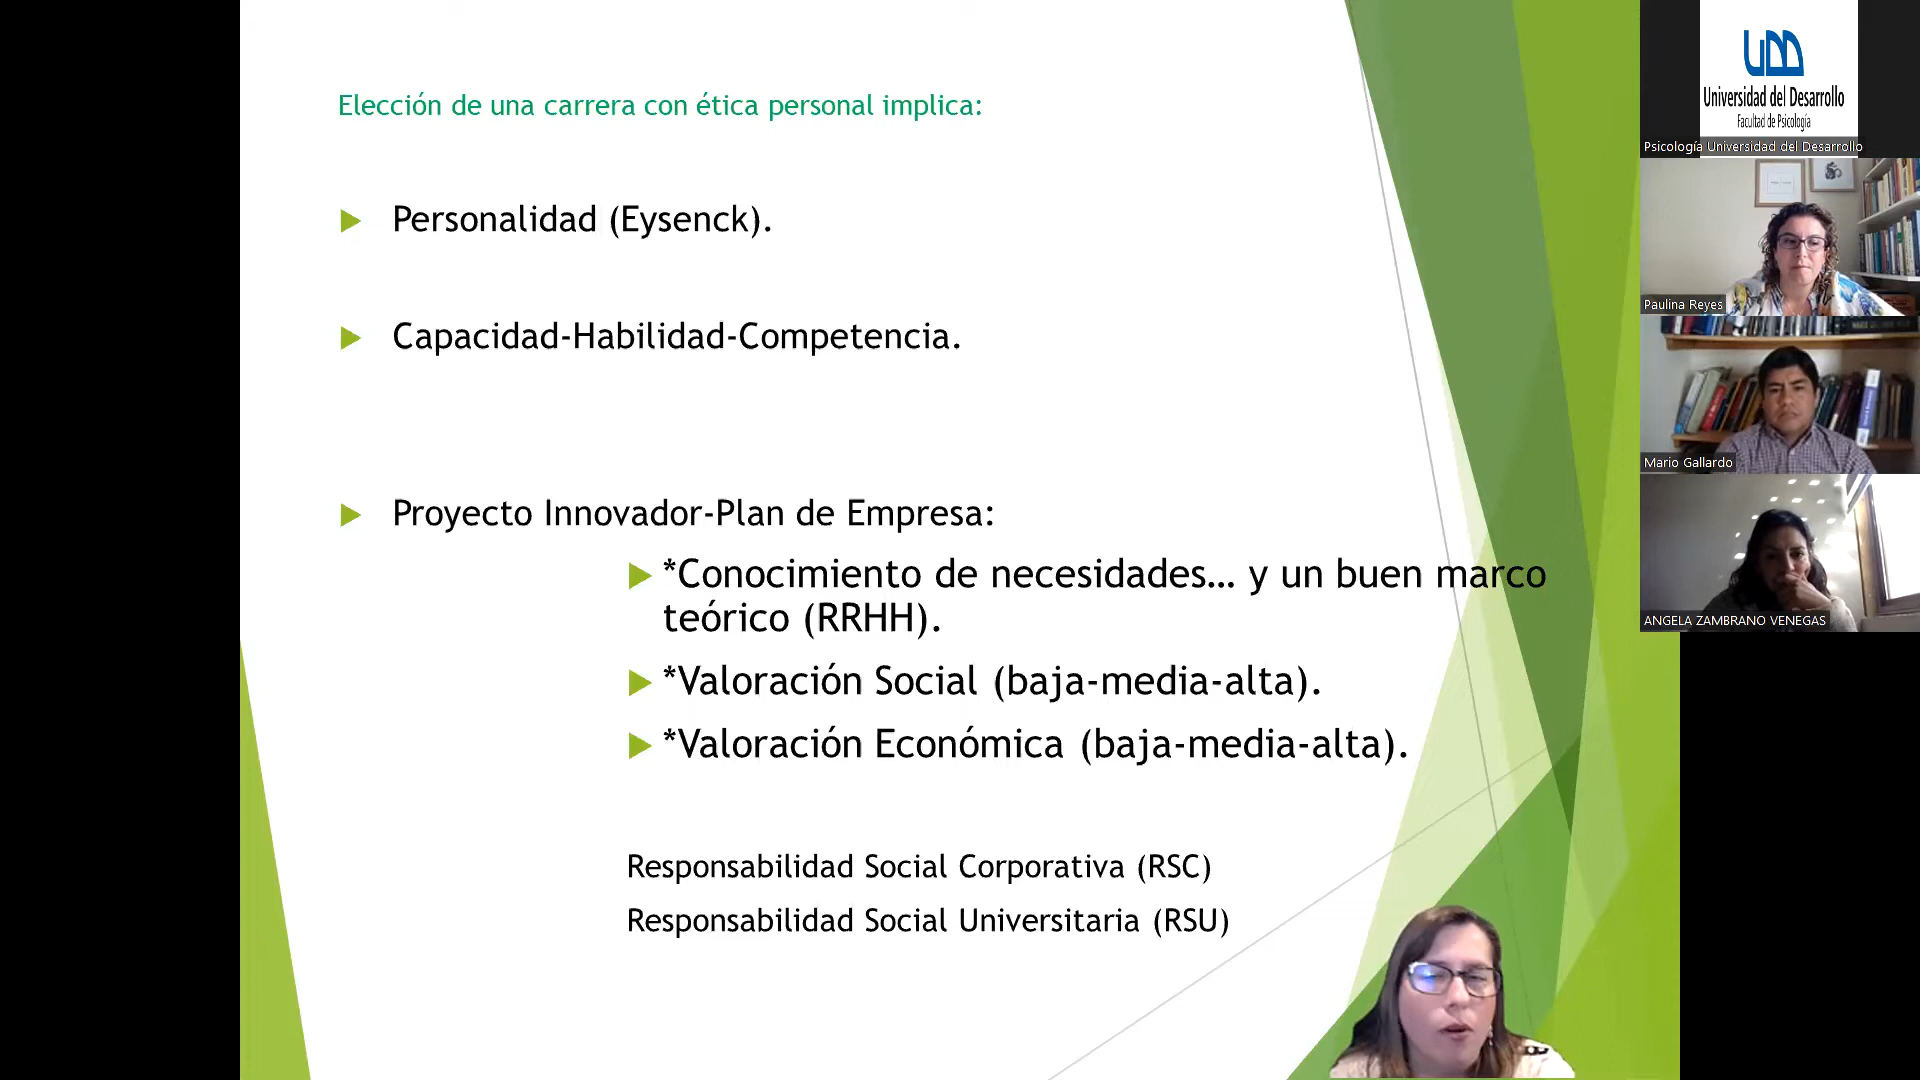 Elección de una carrera con ética personal implica:
Personalidad (Eysenck).
Capacidad-Habilidad-Competencia.
Proyecto Innovador-Plan de Empresa:
*Conocimiento de necesidades... y un buen marco
teórico (RRHH).
*Valoración Social (baja-media-alta).
*Valoración Económica (baja-media-alta).
Responsabilidad Social Corporativa (RSC)
Responsabilidad Social Universitaria (RSU)
UDD
Universidad del Desarrollo
Facultad de Psicología
Psicología Universidad del Desarrollo
Paulina Reyes
Mario Gallardo
ANGELA ZAMBRANO VENEGAS